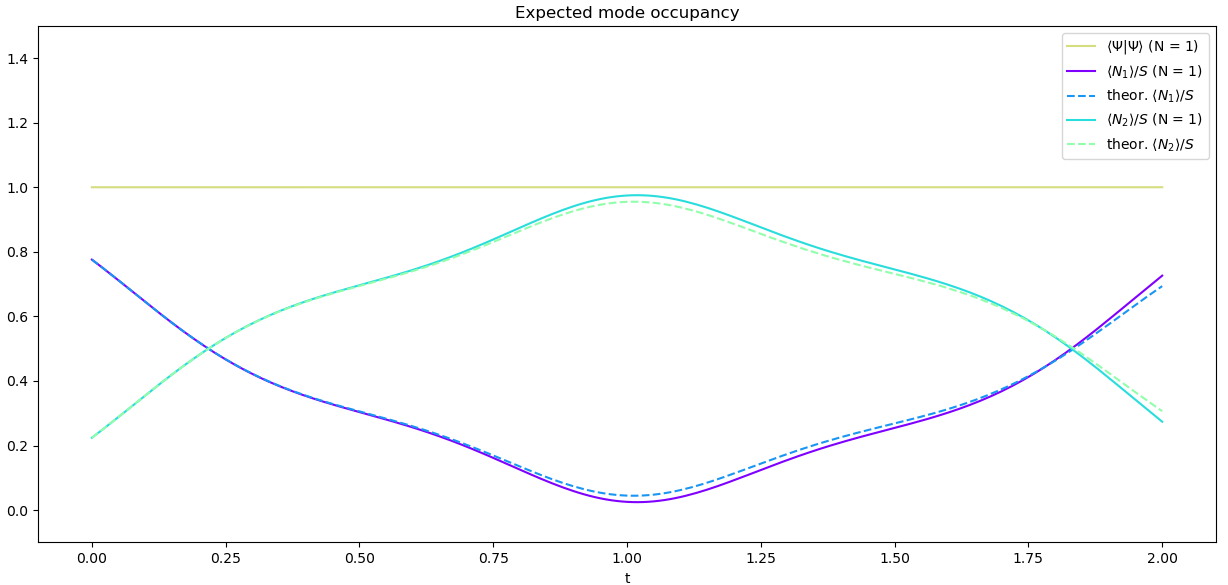 Expected mode occupancy
⟨Ψ|Ψ⟩ (N = 1)
⟨N₁⟩/S (N = 1)
theor. ⟨N₁⟩/S
⟨N₂⟩/S (N = 1)
theor. ⟨N₂⟩/S
1.4
1.2
1.0
0.8
0.6
0.4
0.2
0.0
0.00 0.25 0.50 0.75 1.00 1.25 1.50 1.75 2.00
t